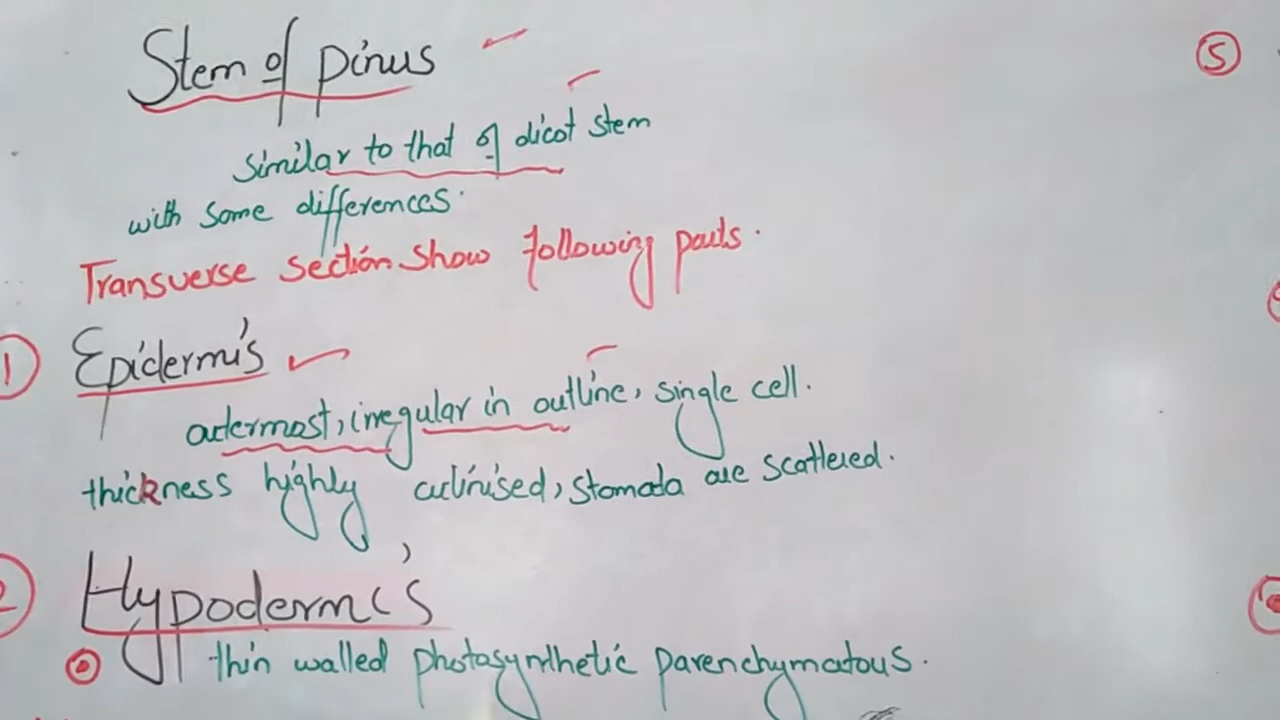 Stem of pinus
5
similar to that of dicot stem
with some differences.
Transverse section show following parts.
1 Epidermis
outermost, irregular in outline, single cell.
thickness highly cutinised, stomata are scattered.
2 Hypodermis
thin walled photosynthetic parenchymatous.